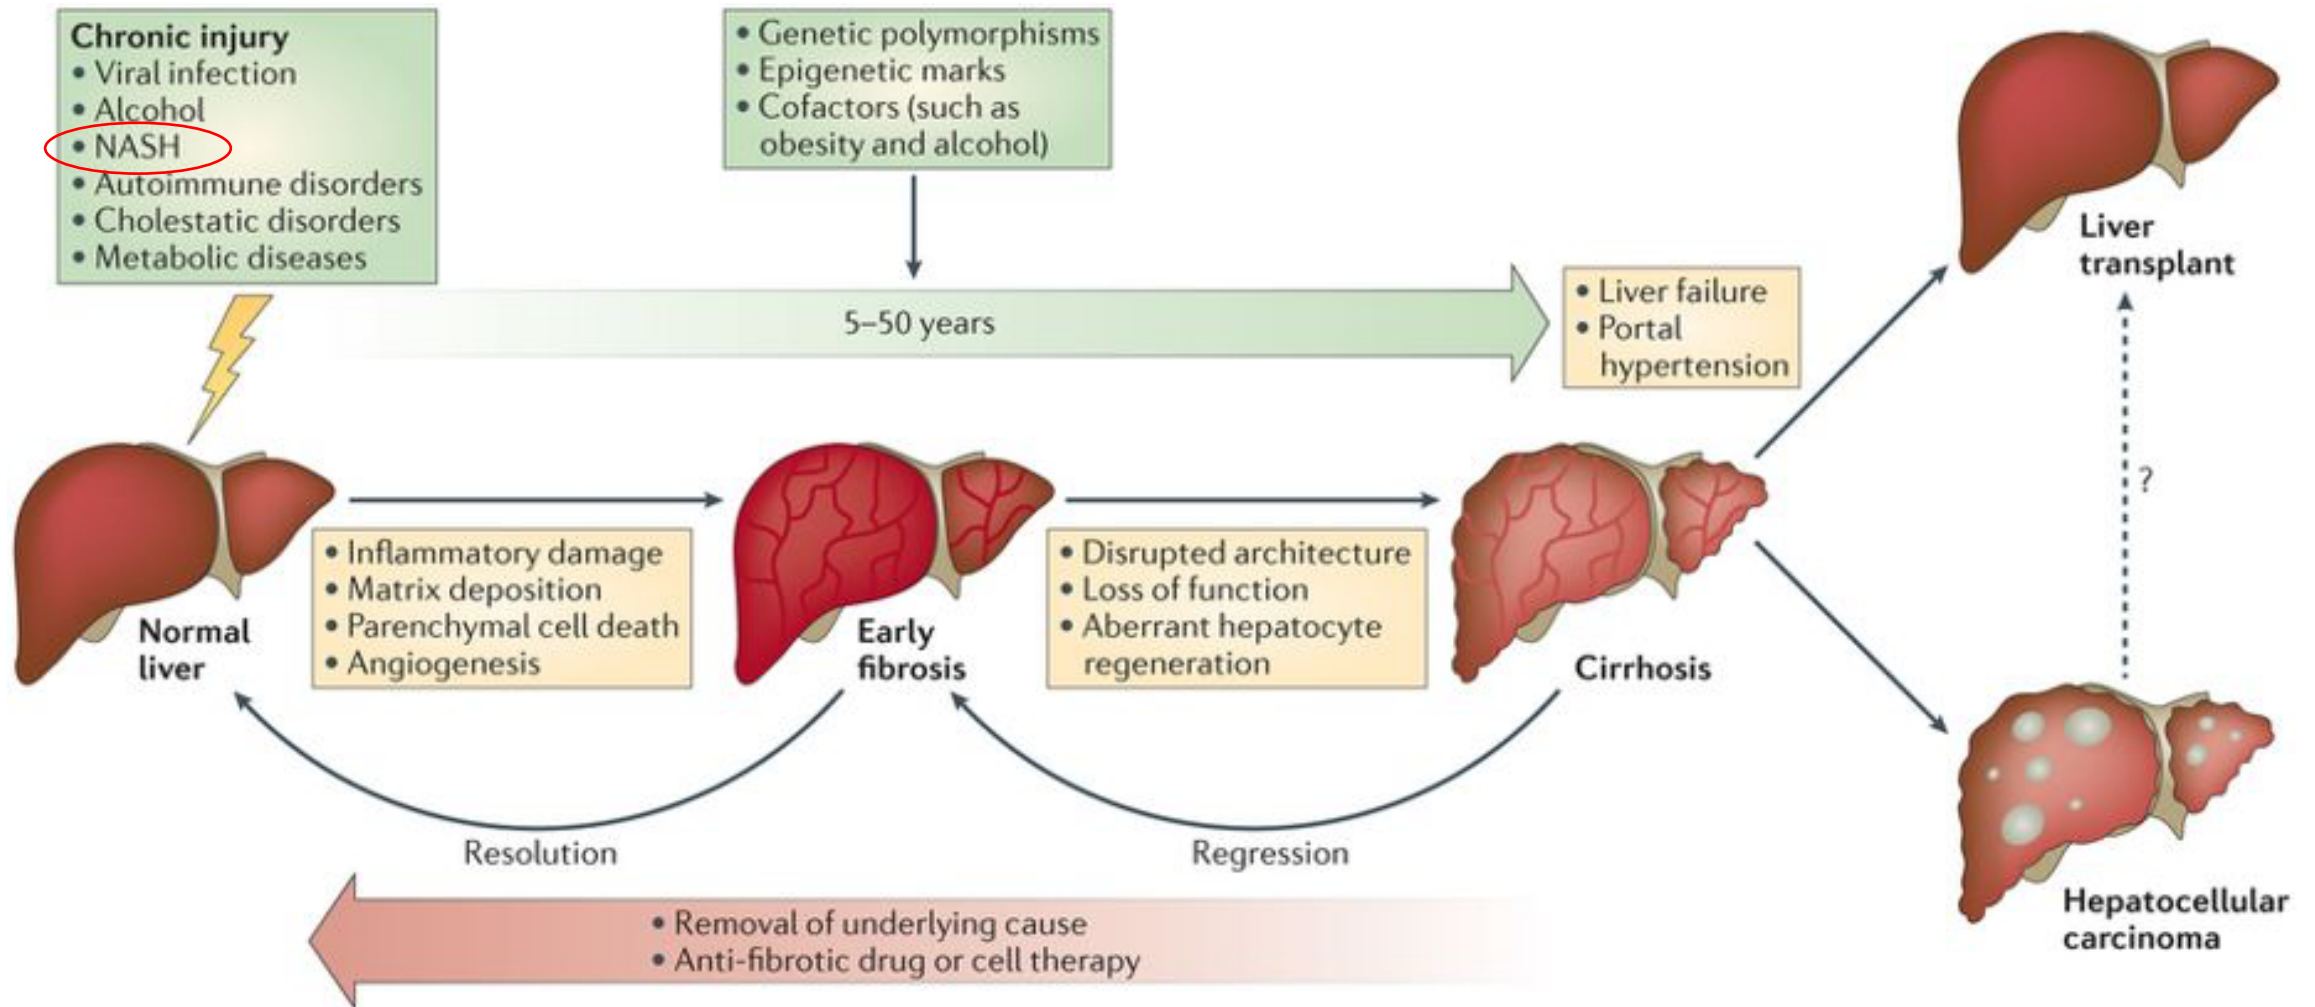 Chronic injury
• Viral infection
• Alcohol
• NASH
• Autoimmune disorders
• Cholestatic disorders
• Metabolic diseases
• Genetic polymorphisms
• Epigenetic marks
• Cofactors (such as
obesity and alcohol)
5–50 years
• Liver failure
• Portal
hypertension
Liver
transplant
?
Normal
liver
• Inflammatory damage
• Matrix deposition
• Parenchymal cell death
• Angiogenesis
Early
fibrosis
• Disrupted architecture
• Loss of function
• Aberrant hepatocyte
regeneration
Cirrhosis
Hepatocellular
carcinoma
Resolution
Regression
• Removal of underlying cause
• Anti-fibrotic drug or cell therapy